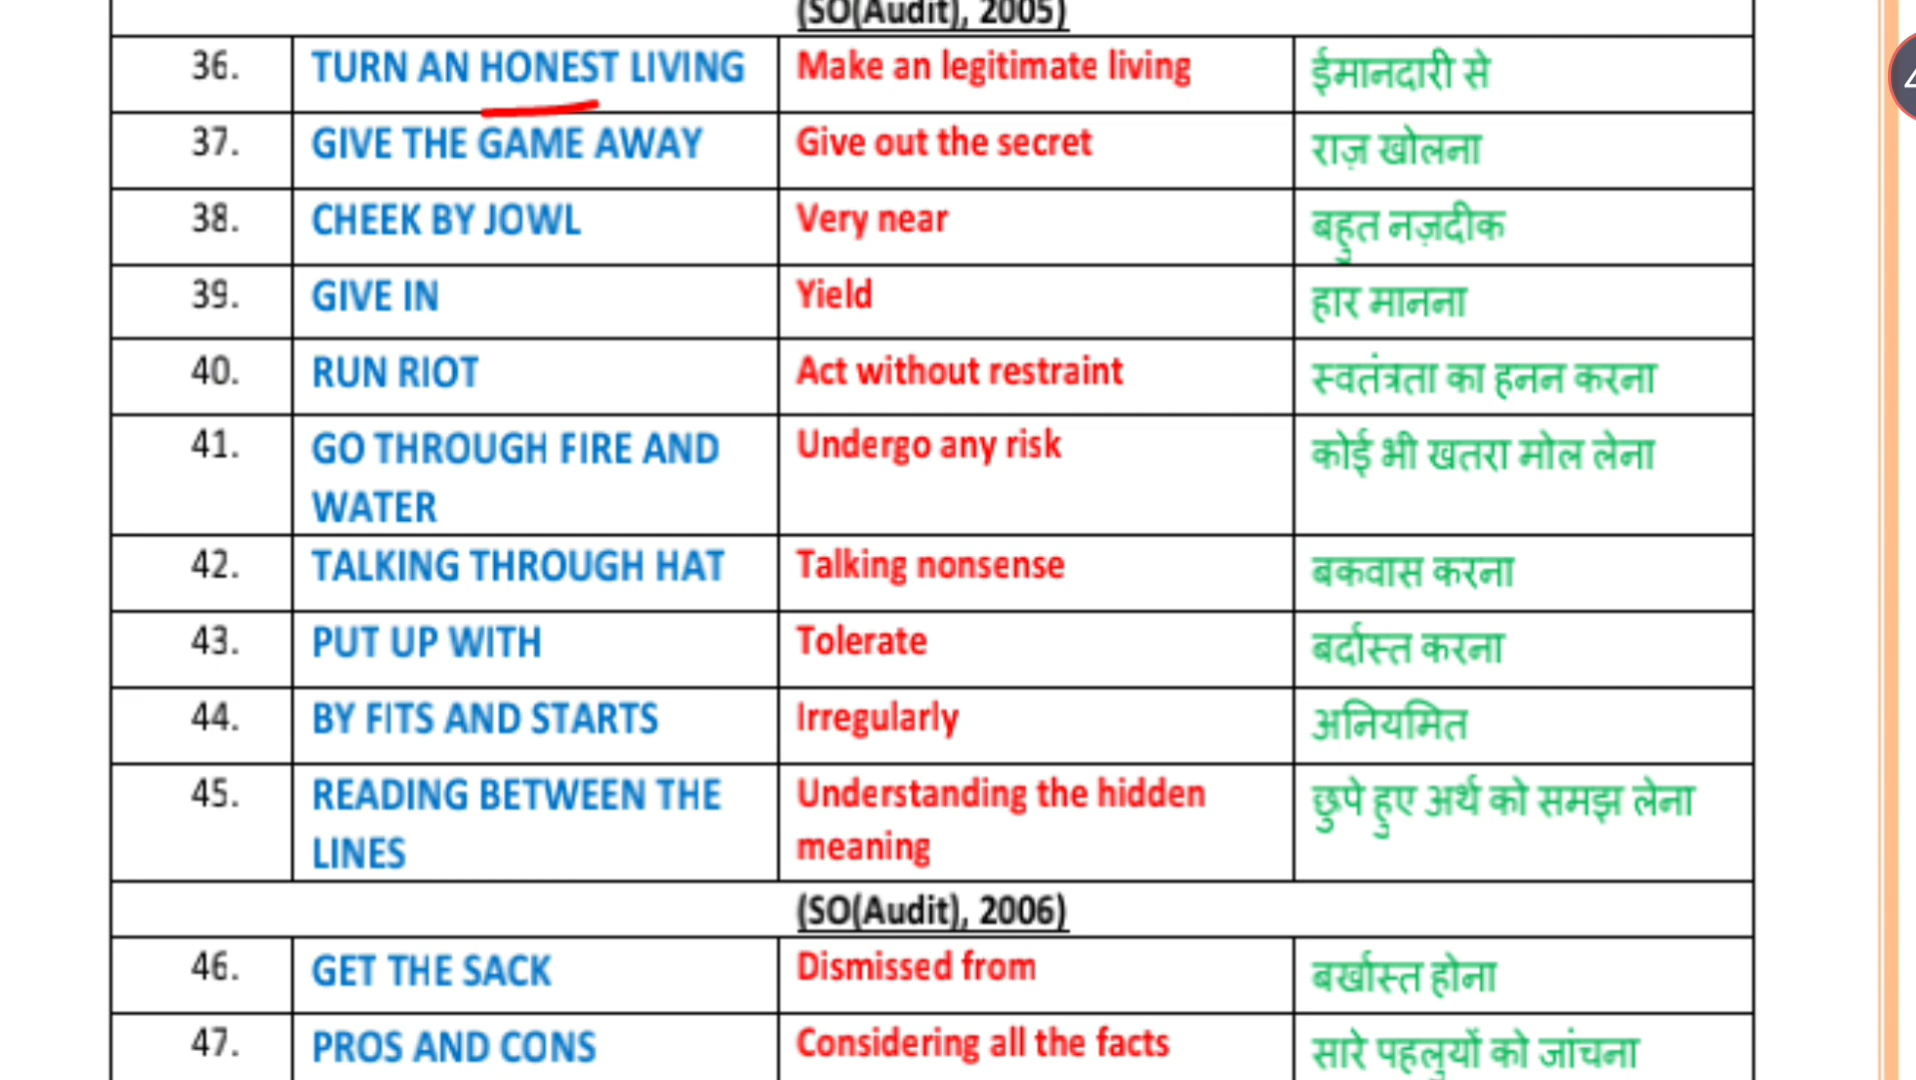 (SO(Audit), 2005)
36. TURN AN HONEST LIVING Make an legitimate living ईमानदारी से
37. GIVE THE GAME AWAY Give out the secret राज़ खोलना
38. CHEEK BY JOWL Very near बहुत नज़दीक
39. GIVE IN Yield हार मानना
40. RUN RIOT Act without restraint स्वतंत्रता का हनन करना
41. GO THROUGH FIRE AND Undergo any risk कोई भी खतरा मोल लेना
WATER
42. TALKING THROUGH HAT Talking nonsense बकवास करना
43. PUT UP WITH Tolerate बर्दास्त करना
44. BY FITS AND STARTS Irregularly अनियमित
45. READING BETWEEN THE Understanding the hidden छुपे हुए अर्थ को समझ लेना
LINES meaning
(SO(Audit), 2006)
46. GET THE SACK Dismissed from बर्खास्त होना
47. PROS AND CONS Considering all the facts सारे पहलुयों को जांचना